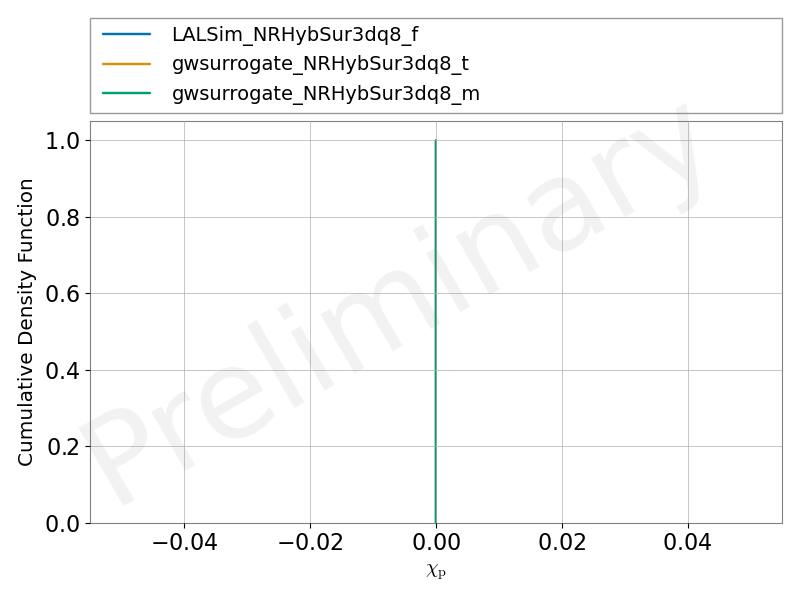 LALSim_NRHybSur3dq8_f
gwsurrogate_NRHybSur3dq8_t
gwsurrogate_NRHybSur3dq8_m
Preliminary
Cumulative Density Function
1.0
0.8
0.6
0.4
0.2
0.0
−0.04 −0.02 0.00 0.02 0.04
χp